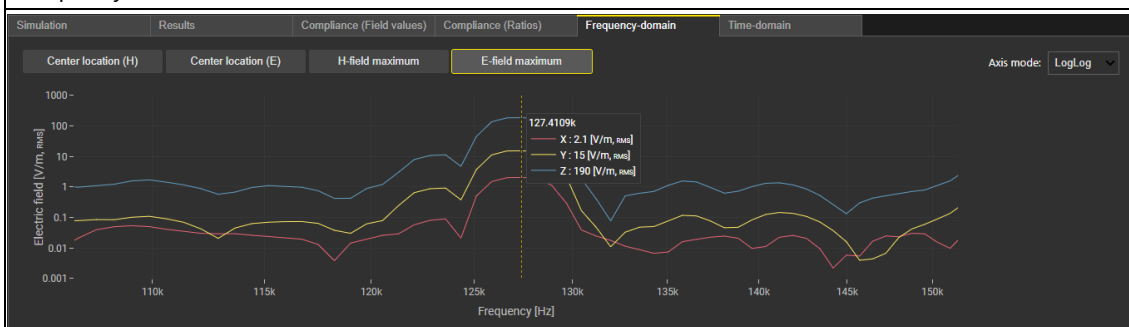 Simulation Results Compliance (Field values) Compliance (Ratios) Frequency-domain Time-domain
Center location (H) Center location (E) H-field maximum E-field maximum Axis mode: LogLog
Electric field [V/m, RMS]
1000
100
10
1
0.1
0.01
0.001
127.4109k
X : 2.1 [V/m, RMS]
Y : 15 [V/m, RMS]
Z : 190 [V/m, RMS]
110k 115k 120k 125k 130k 135k 140k 145k 150k
Frequency [Hz]